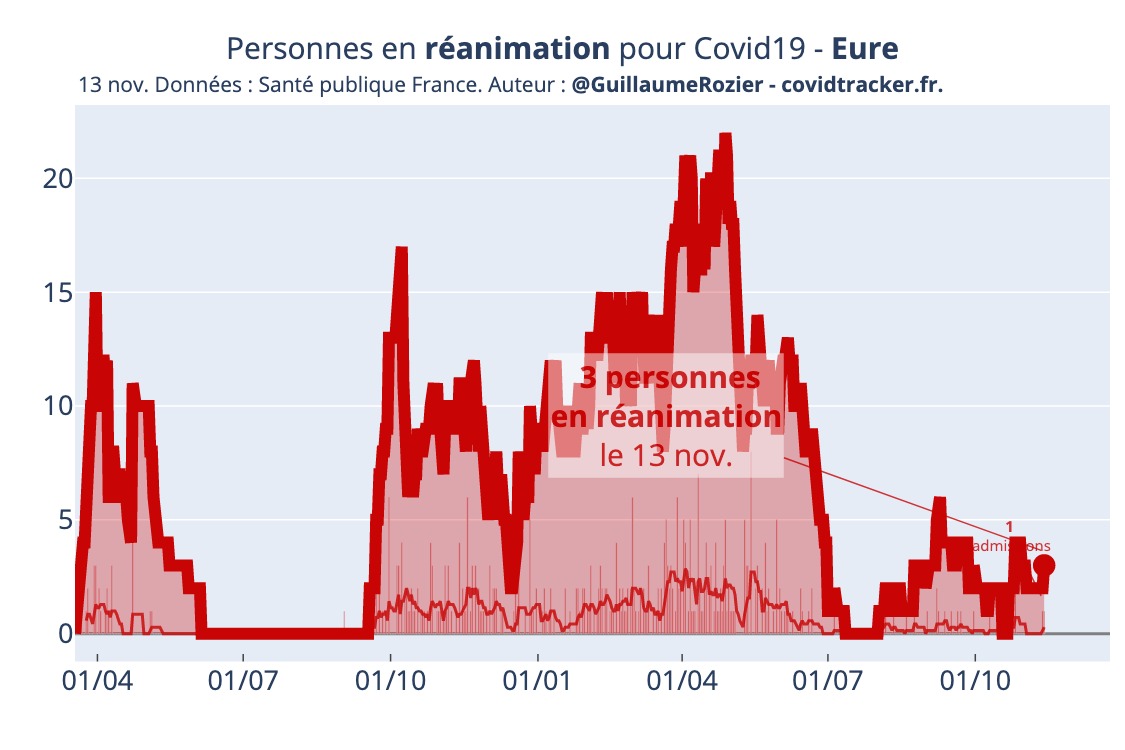 Personnes en réanimation pour Covid19 - Eure
13 nov. Données : Santé publique France. Auteur : @GuillaumeRozier - covidtracker.fr.
20
15
10
5
0
3 personnes
en réanimation
le 13 nov.
1
admissions
01/04 01/07 01/10 01/01 01/04 01/07 01/10